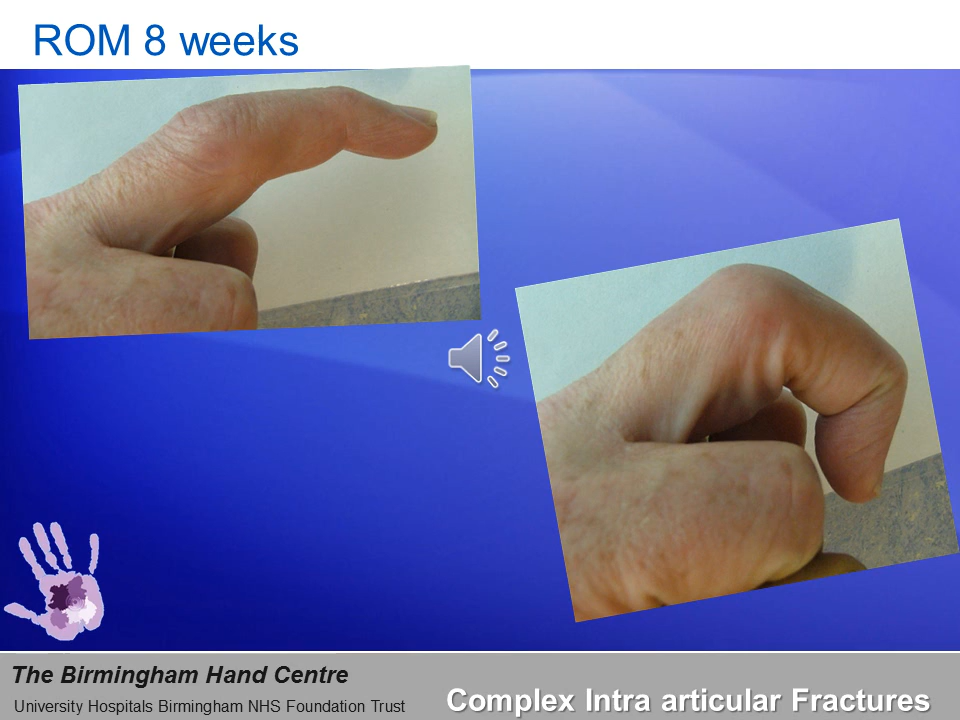 ROM 8 weeks
The Birmingham Hand Centre
University Hospitals Birmingham NHS Foundation Trust
Complex Intra articular Fractures